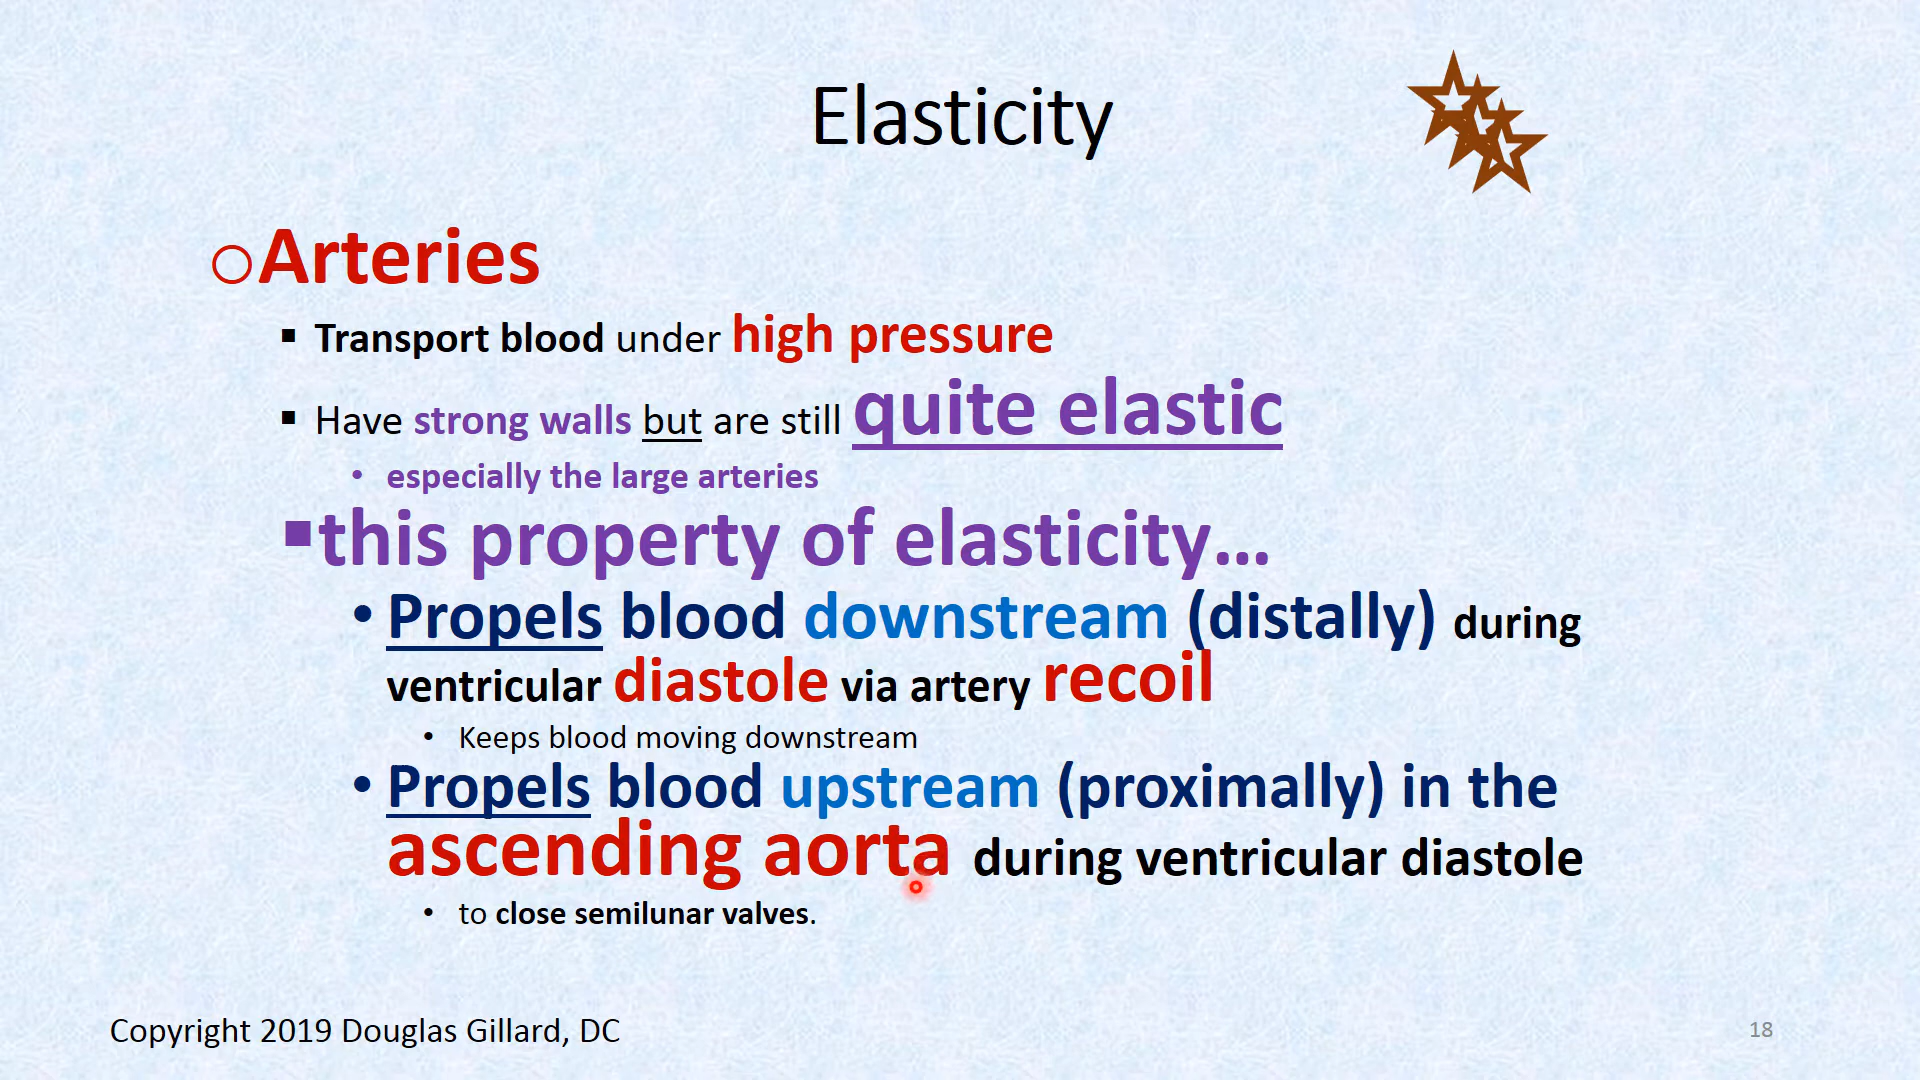 Elasticity
Arteries
Transport blood under high pressure
Have strong walls but are still quite elastic
especially the large arteries
this property of elasticity...
Propels blood downstream (distally) during
ventricular diastole via artery recoil
Keeps blood moving downstream
Propels blood upstream (proximally) in the
ascending aorta during ventricular diastole
to close semilunar valves.
Copyright 2019 Douglas Gillard, DC
18